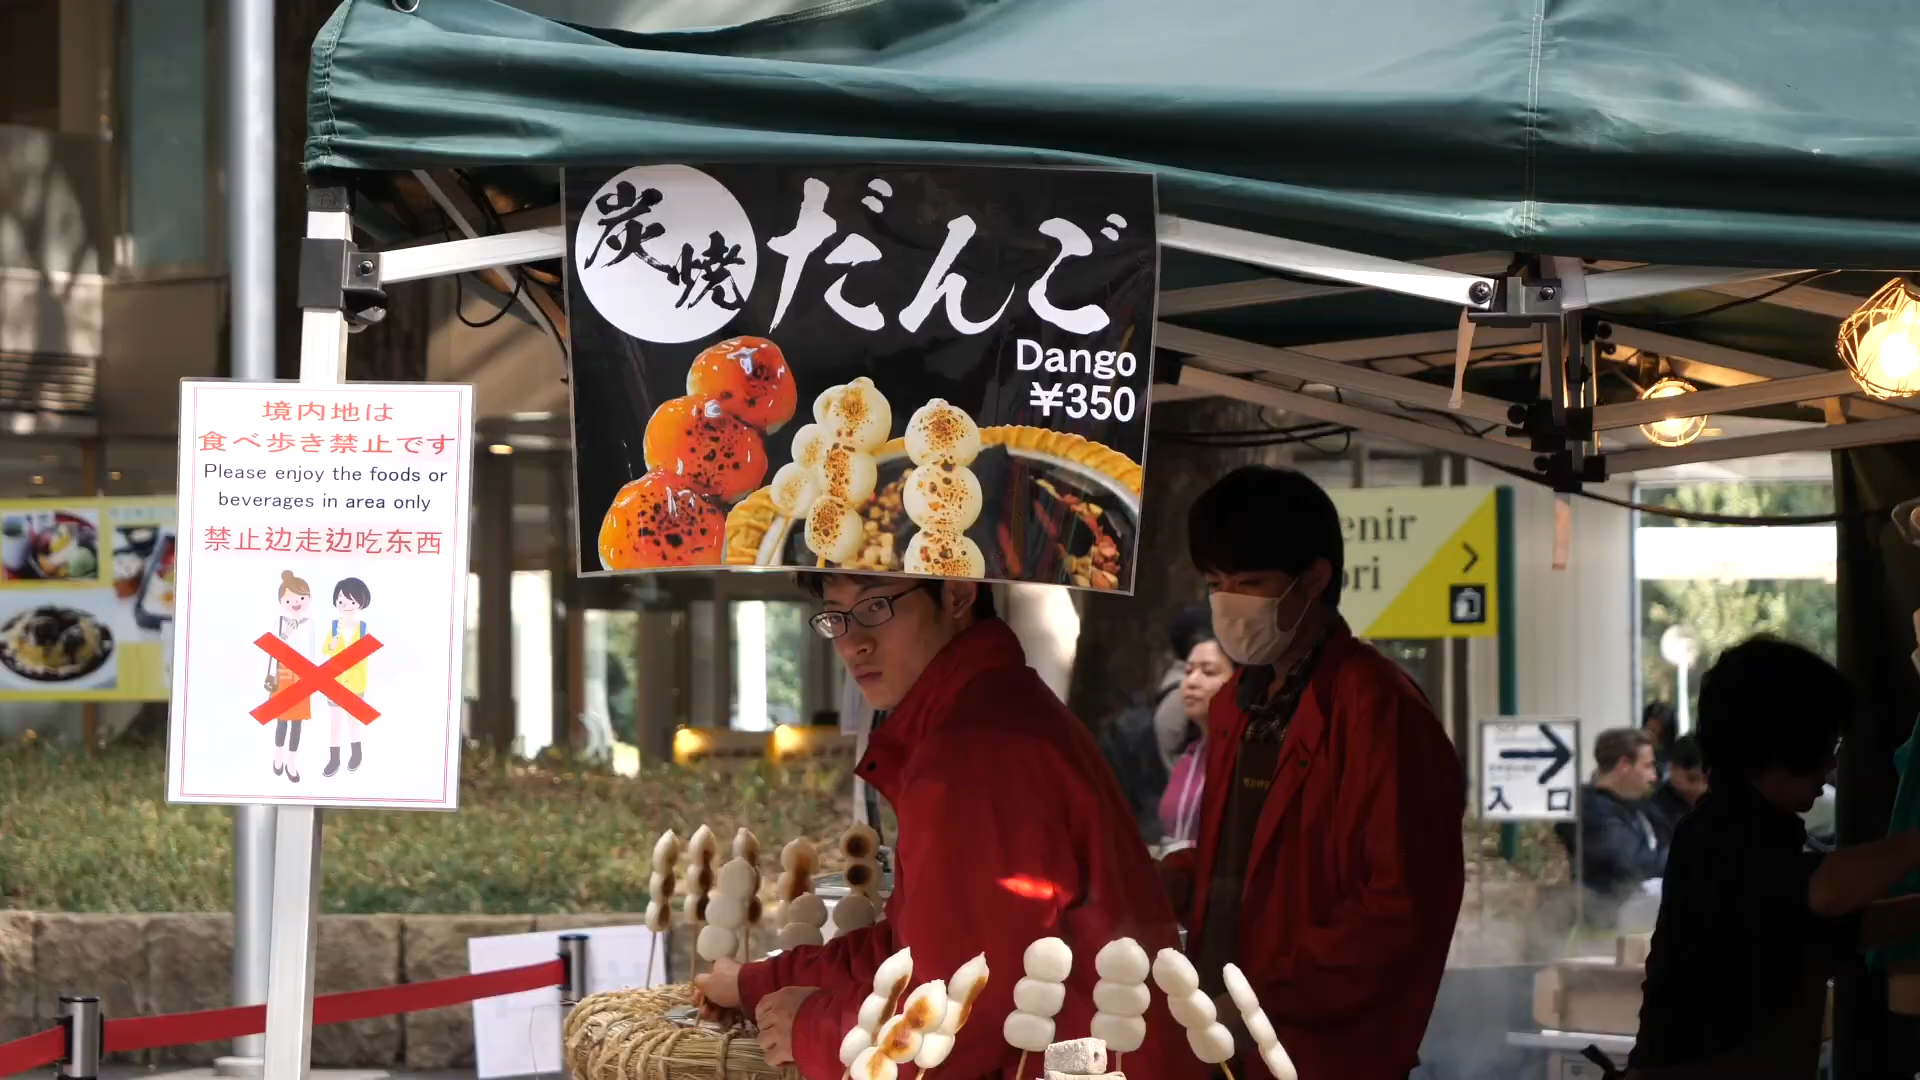 炭焼
だんご
Dango
¥350
境内地は
食べ歩き禁止です
Please enjoy the foods or
beverages in area only
禁止边走边吃东西
enir
ori
入口